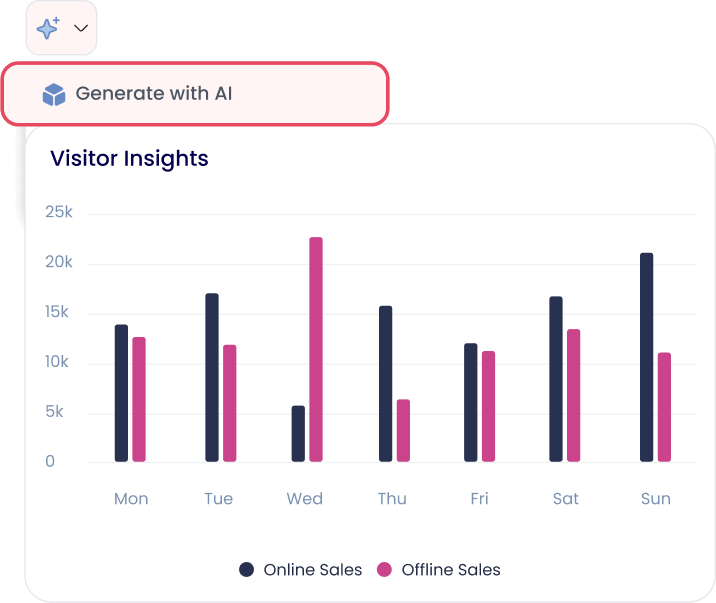 Generate with AI
Visitor Insights
25k
20k
15k
10k
5k
0
Mon Tue Wed Thu Fri Sat Sun
Online Sales Offline Sales